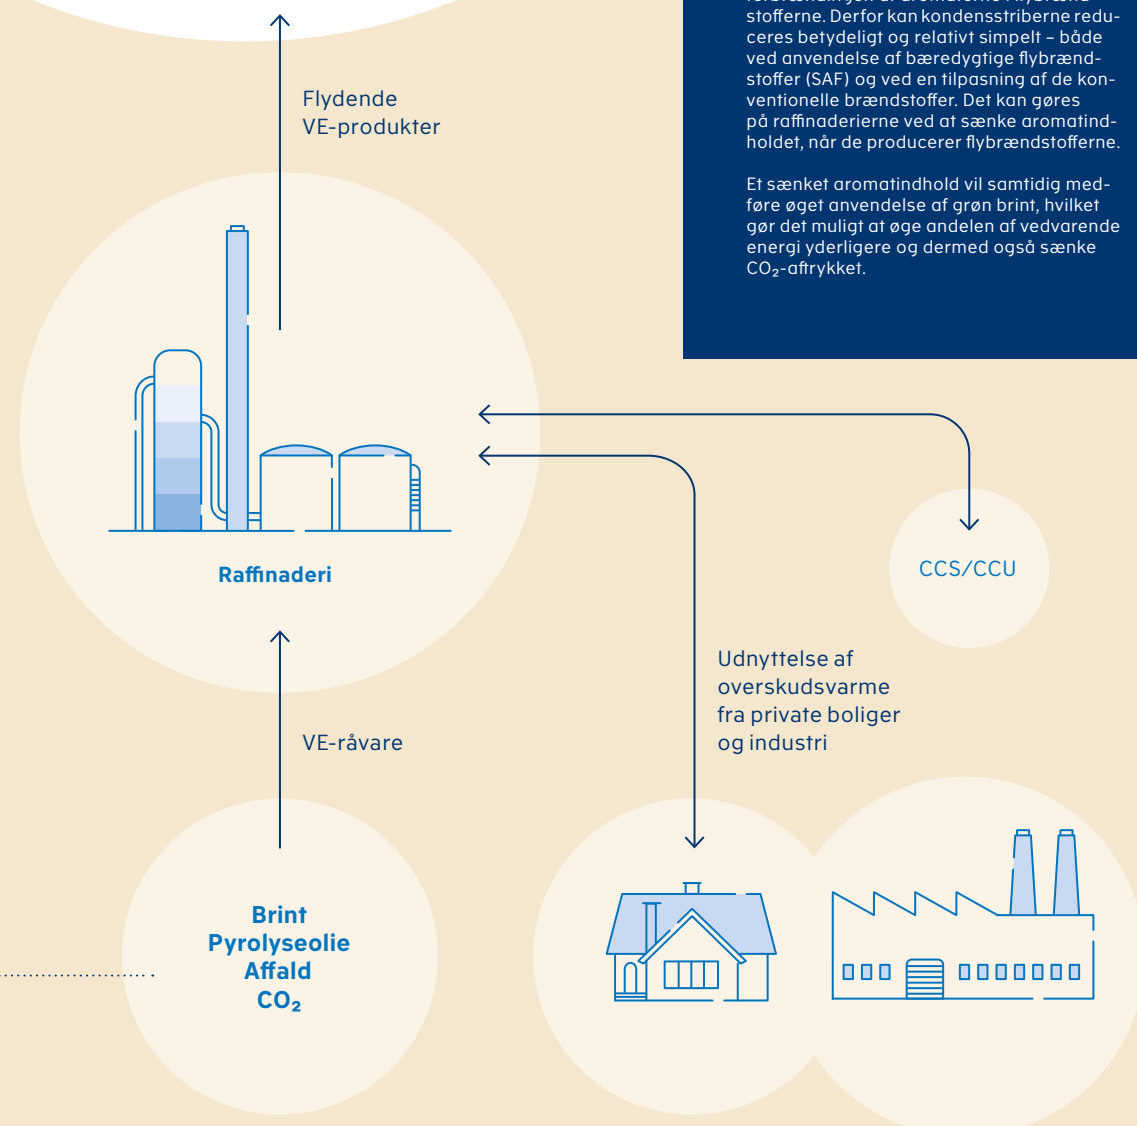 stofferne. Derfor kan kondensstriberne redu-
ceres betydeligt og relativt simpelt – både
ved anvendelse af bæredygtige flybrænd-
stoffer (SAF) og ved en tilpasning af de kon-
ventionelle brændstoffer. Det kan gøres
på raffinaderierne ved at sænke aromatind-
holdet, når de producerer flybrændstofferne.
Et sænket aromatindhold vil samtidig med-
føre øget anvendelse af grøn brint, hvilket
gør det muligt at øge andelen af vedvarende
energi yderligere og dermed også sænke
CO₂-aftrykket.
Flydende
VE-produkter
Raffinaderi
CCS/CCU
Udnyttelse af
overskudsvarme
fra private boliger
og industri
VE-råvare
Brint
Pyrolyseolie
Affald
CO₂